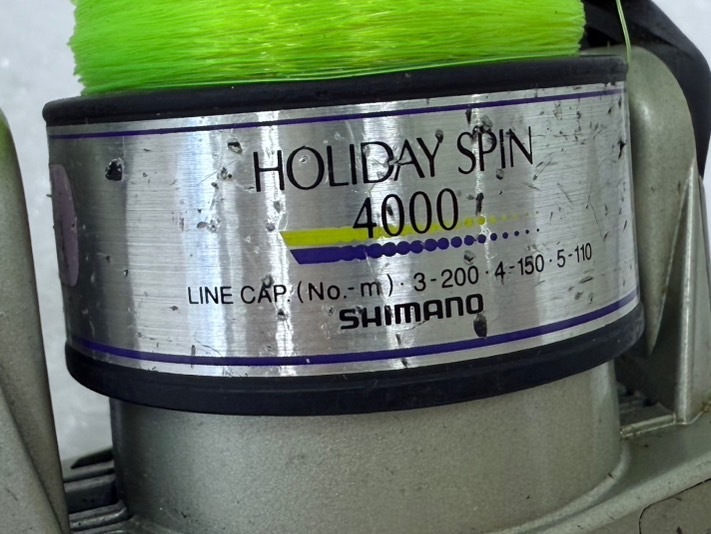 HOLIDAY SPIN
4000
LINE CAP. (No.-m)·3-200·4-150·5-110
SHIMANO